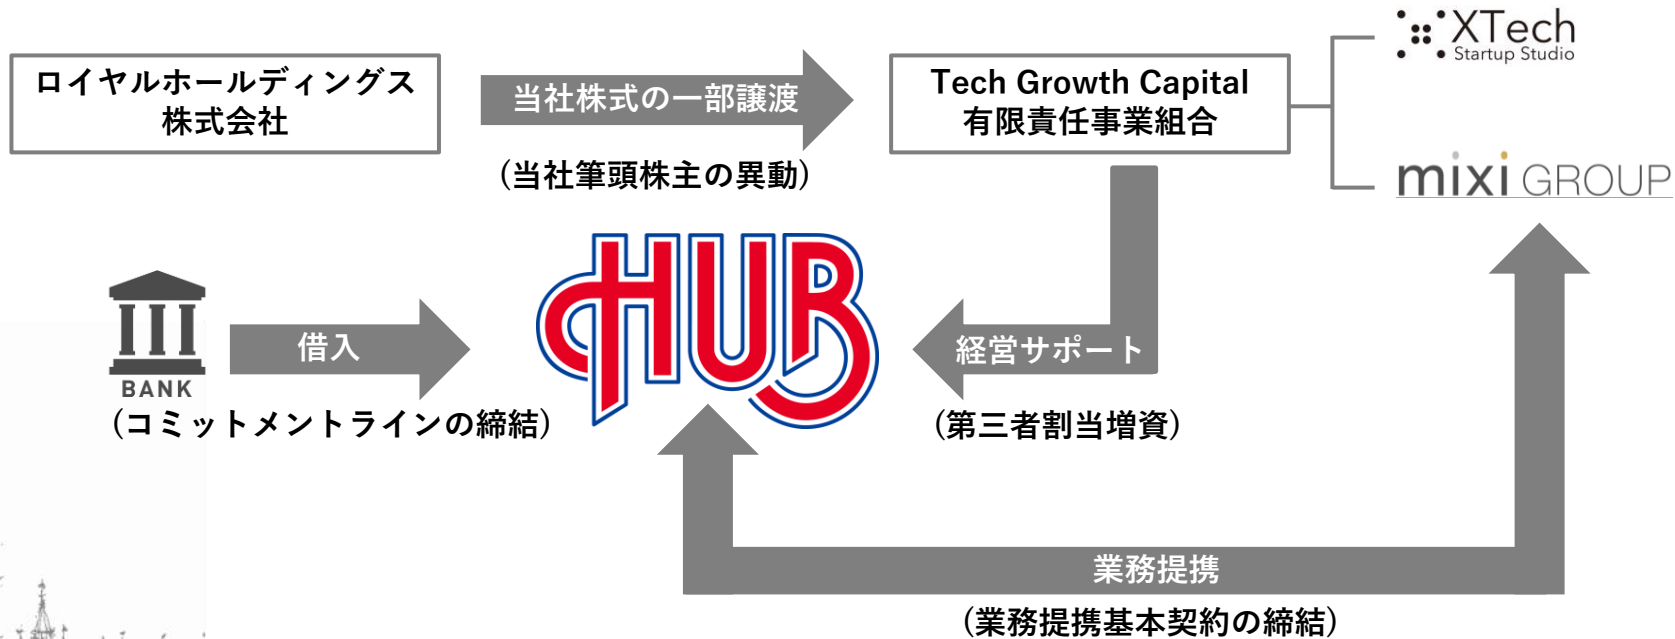 ロイヤルホールディングス
株式会社
当社株式の一部譲渡
(当社筆頭株主の異動)
Tech Growth Capital
有限責任事業組合
XTech
Startup Studio
mixi GROUP
BANK
借入
(コミットメントラインの締結)
HUB
経営サポート
(第三者割当増資)
業務提携
(業務提携基本契約の締結)